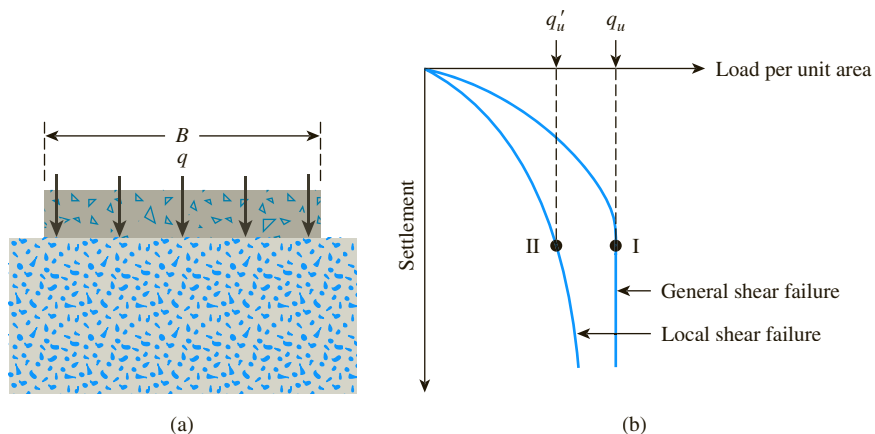 B
q
(a)
q'u qu
Load per unit area
Settlement
II I
General shear failure
Local shear failure
(b)